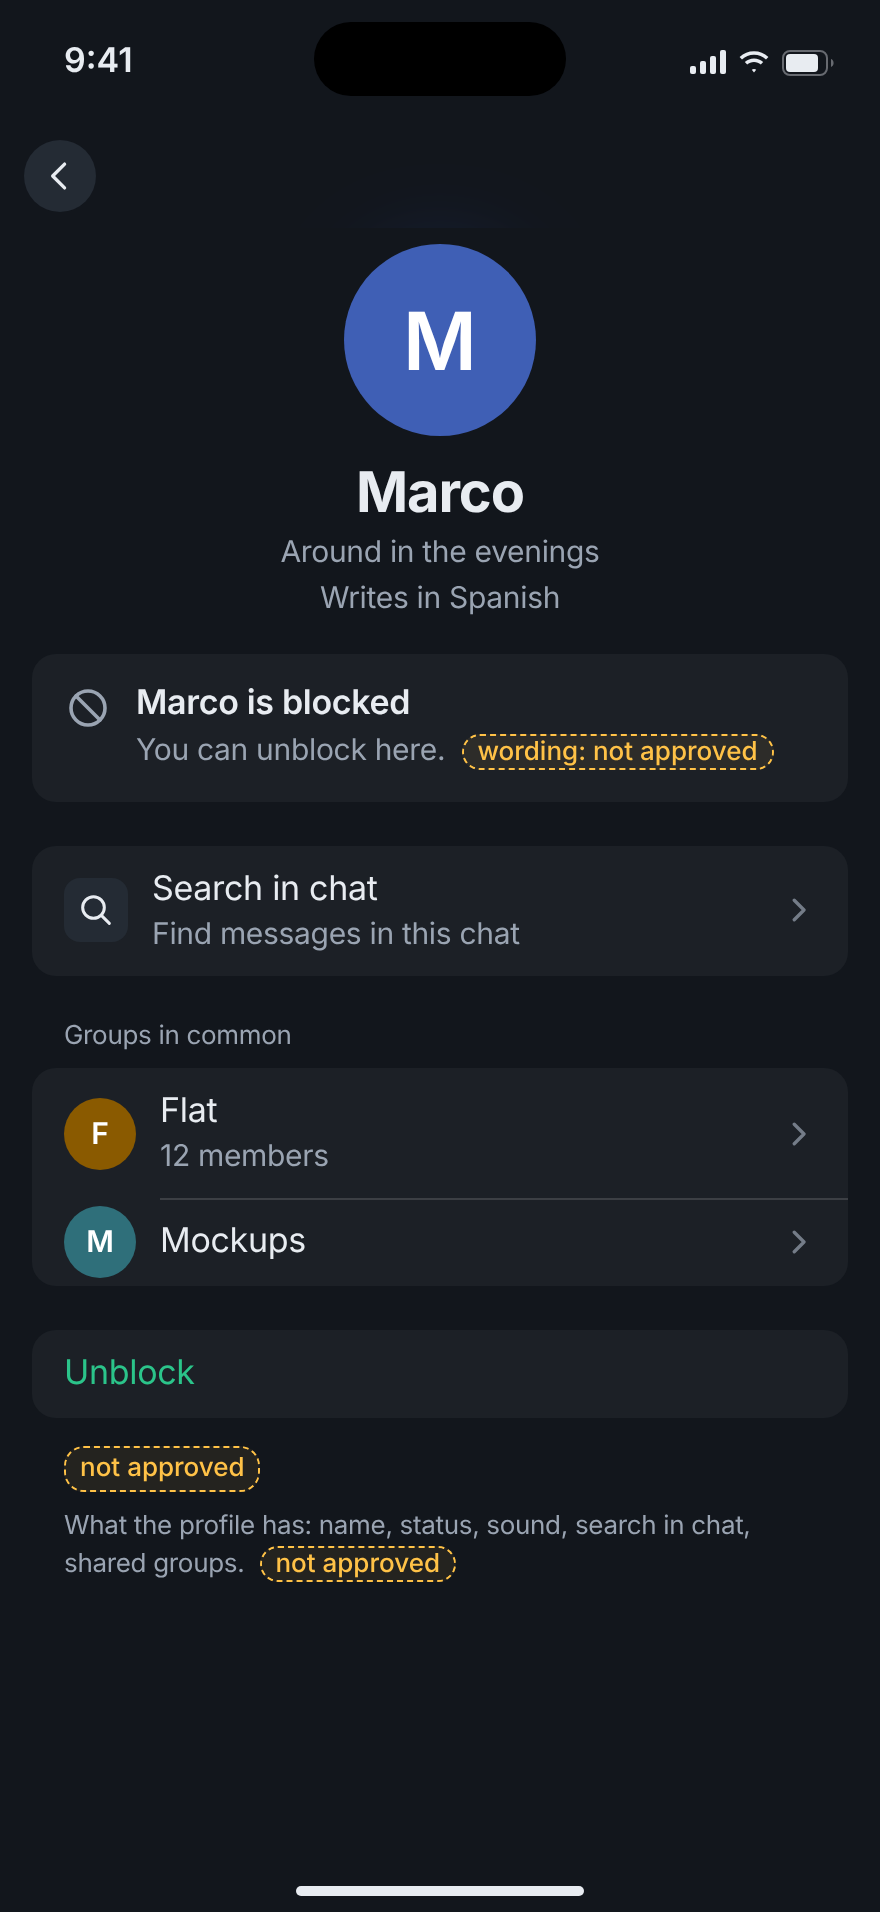 9:41
M
Marco
Around in the evenings
Writes in Spanish
Marco is blocked
You can unblock here. wording: not approved
Search in chat
Find messages in this chat
Groups in common
F
Flat
12 members
M
Mockups
Unblock
not approved
What the profile has: name, status, sound, search in chat,
shared groups. not approved